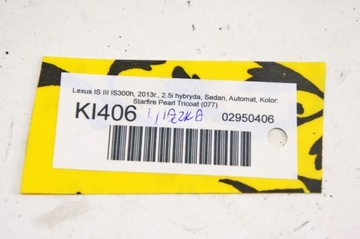 Lexus IS III IS300h, 2013r., 2.5i hybryda, Sedan, Automat, Kolor:
Starfire Pearl Tricoat (077)
KI406 02950406